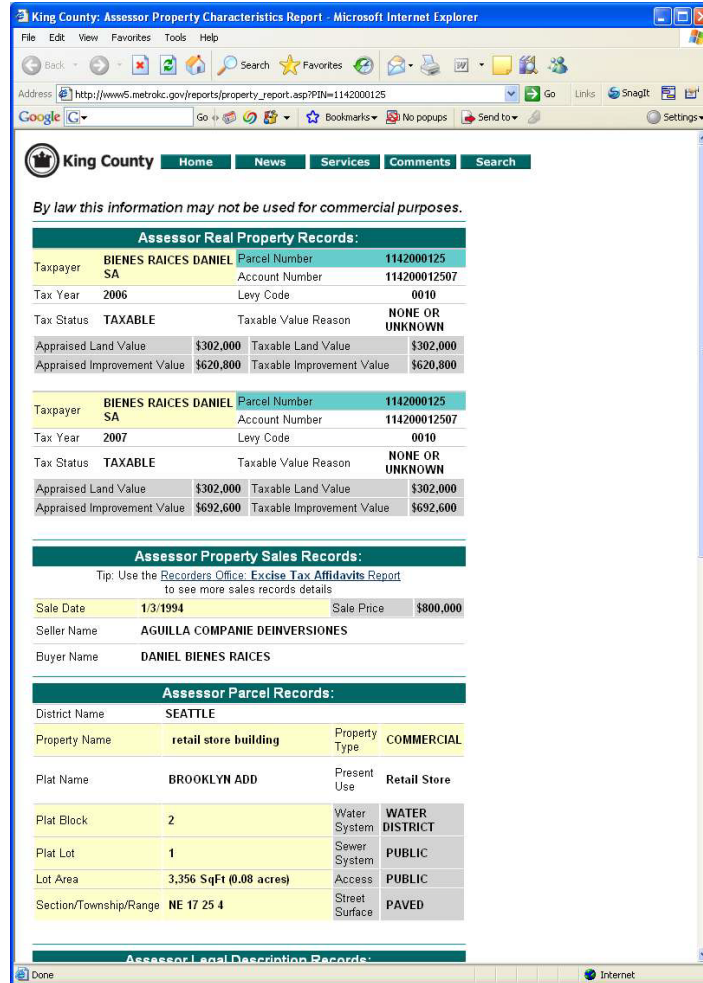 King County: Assessor Property Characteristics Report - Microsoft Internet Explorer
File Edit View Favorites Tools Help
Back Search Favorites
Address http://www5.metrokc.gov/reports/property_report.asp?PIN=1142000125 Go Links SnagIt
Google G Go Bookmarks No popups Send to Settings
King County Home News Services Comments Search
By law this information may not be used for commercial purposes.
Assessor Real Property Records:
Taxpayer BIENES RAICES DANIEL SA Parcel Number 1142000125
Account Number 114200012507
Tax Year 2006 Levy Code 0010
Tax Status TAXABLE Taxable Value Reason NONE OR UNKNOWN
Appraised Land Value $302,000 Taxable Land Value $302,000
Appraised Improvement Value $620,800 Taxable Improvement Value $620,800
Taxpayer BIENES RAICES DANIEL SA Parcel Number 1142000125
Account Number 114200012507
Tax Year 2007 Levy Code 0010
Tax Status TAXABLE Taxable Value Reason NONE OR UNKNOWN
Appraised Land Value $302,000 Taxable Land Value $302,000
Appraised Improvement Value $692,600 Taxable Improvement Value $692,600
Assessor Property Sales Records:
Tip: Use the Recorders Office: Excise Tax Affidavits Report
to see more sales records details
Sale Date 1/3/1994 Sale Price $800,000
Seller Name AGUILLA COMPANIE DEINVERSIONES
Buyer Name DANIEL BIENES RAICES
Assessor Parcel Records:
District Name SEATTLE
Property Name retail store building Property Type COMMERCIAL
Plat Name BROOKLYN ADD Present Use Retail Store
Plat Block 2 Water System WATER DISTRICT
Plat Lot 1 Sewer System PUBLIC
Lot Area 3,356 SqFt (0.08 acres) Access PUBLIC
Section/Township/Range NE 17 25 4 Street Surface PAVED
Assessor Legal Description Records:
Done Internet